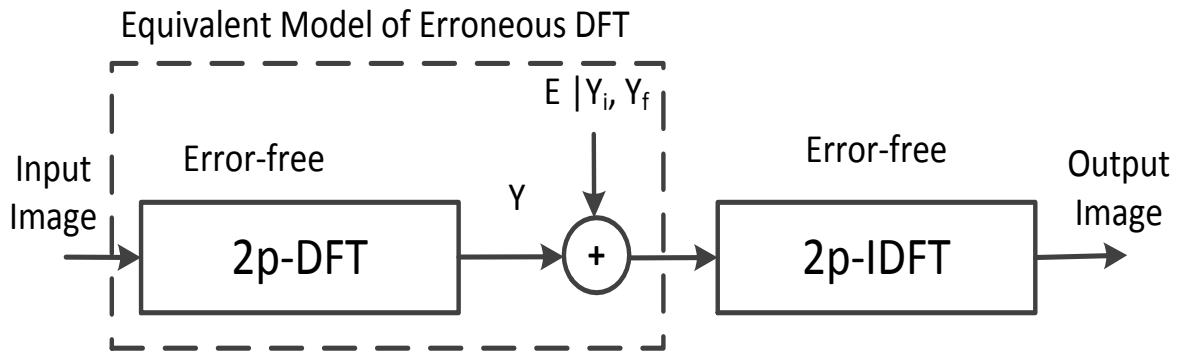 Equivalent Model of Erroneous DFT
E |Yi, Yf
Error-free
Error-free
Input
Image
Y
Output
Image
2p-DFT
+
2p-IDFT